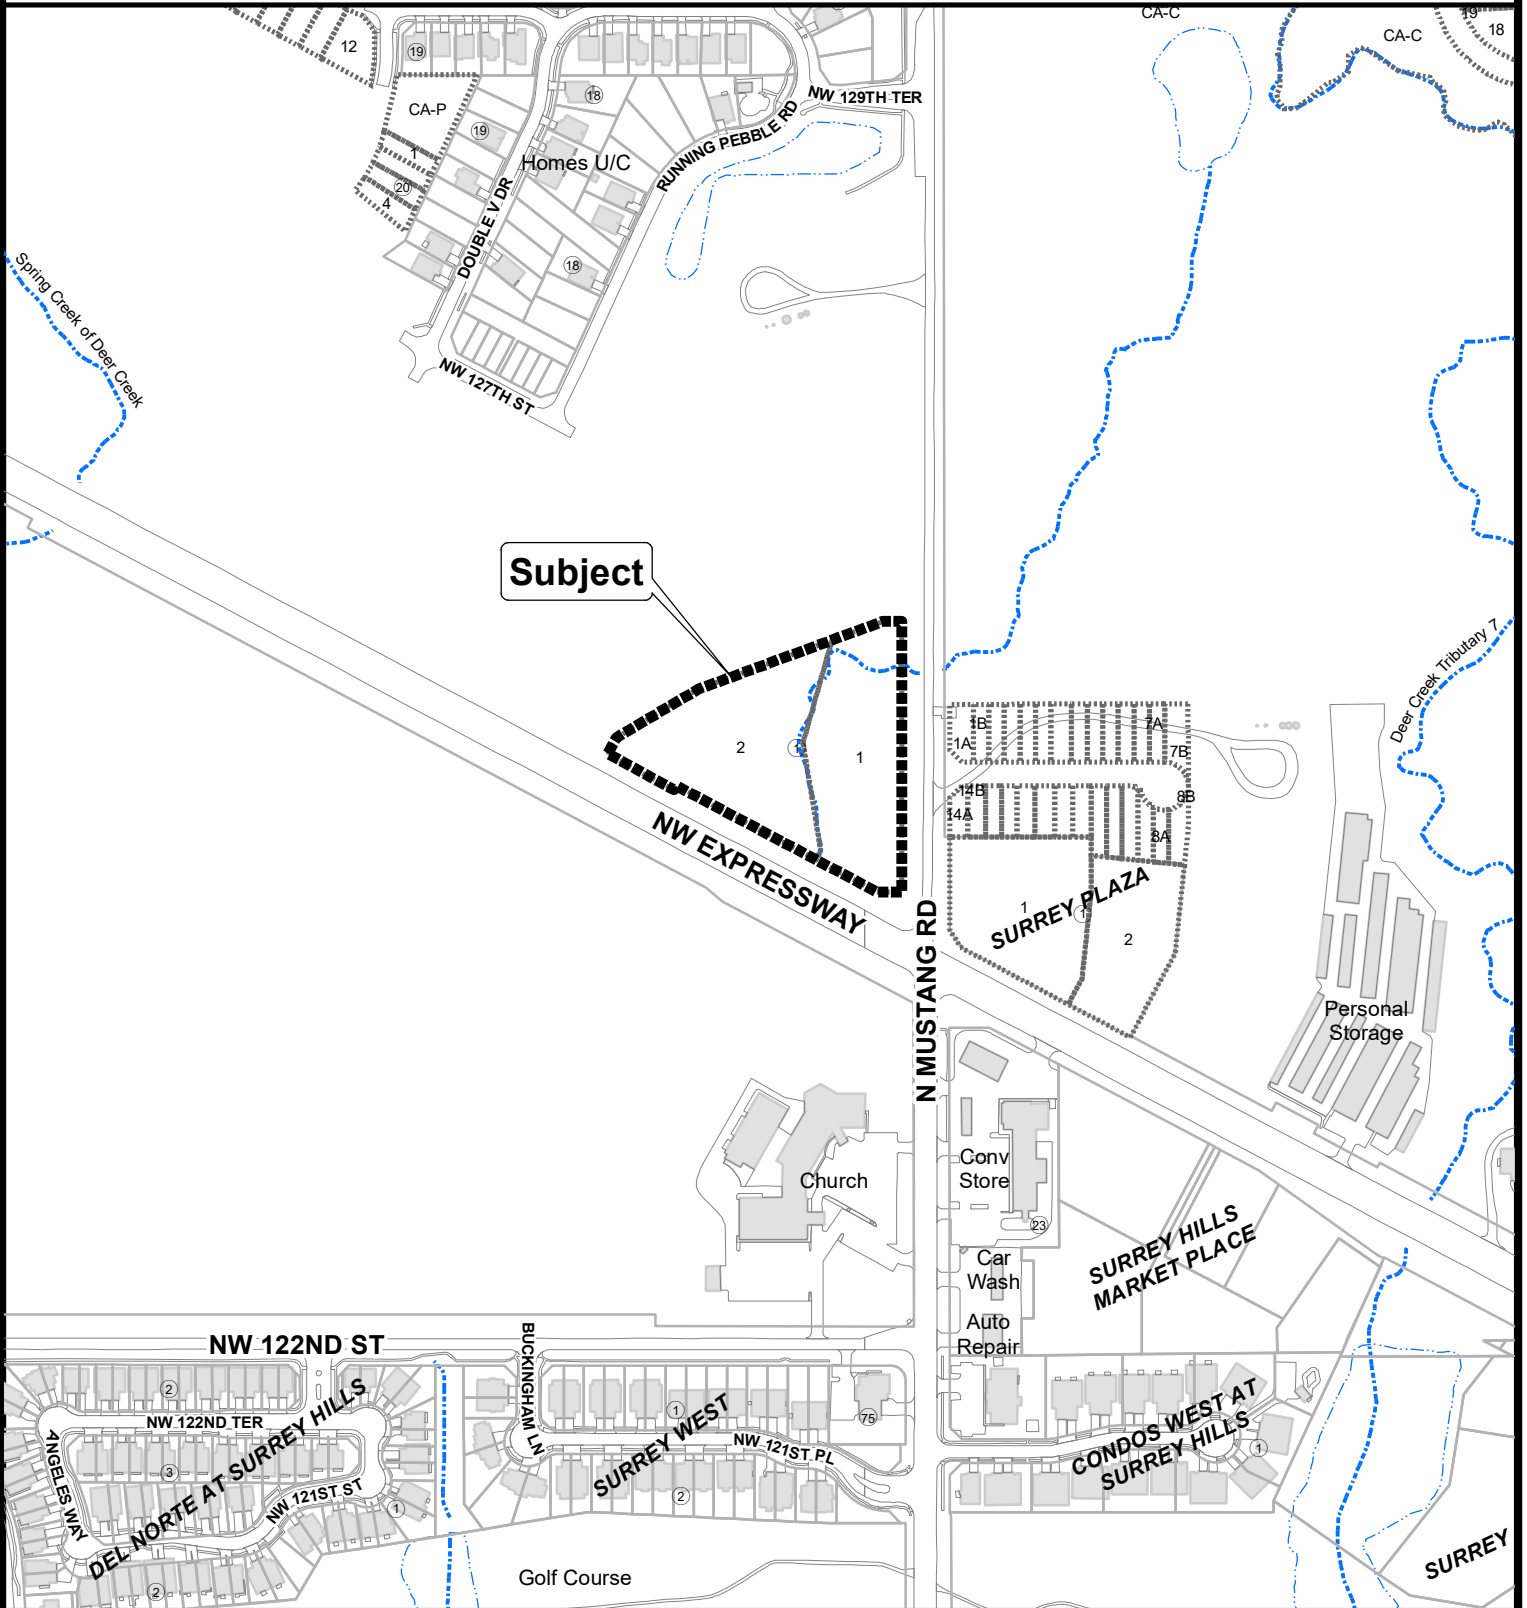 CA-C
19
18
CA-C
12
19
CA-P
18
NW 129TH TER
19
1
Homes U/C
RUNNING PEBBLE RD
20
4
DOUBLE V DR
18
Spring Creek of Deer Creek
NW 127TH ST
Subject
Deer Creek Tributary 7
2
1
1
1B
7A
1A
7B
14B
8B
14A
8A
NW EXPRESSWAY
1
1
SURREY PLAZA
2
N MUSTANG RD
Personal
Storage
Church
Conv
Store
23
SURREY HILLS
MARKET PLACE
Car
Wash
Auto
Repair
NW 122ND ST
BUCKINGHAM LN
2
NW 122ND TER
1
75
SURREY WEST
NW 121ST PL
CONDOS WEST AT
SURREY HILLS
1
ANGELES WAY
3
DEL NORTE AT SURREY HILLS
NW 121ST ST
1
2
2
SURREY
Golf Course